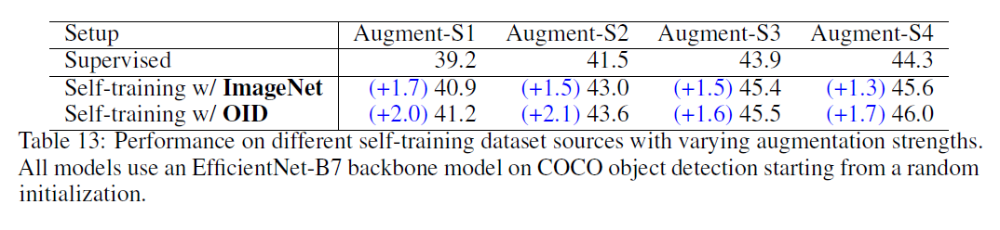 Setup Augment-S1 Augment-S2 Augment-S3 Augment-S4
Supervised 39.2 41.5 43.9 44.3
Self-training w/ ImageNet (+1.7) 40.9 (+1.5) 43.0 (+1.5) 45.4 (+1.3) 45.6
Self-training w/ OID (+2.0) 41.2 (+2.1) 43.6 (+1.6) 45.5 (+1.7) 46.0
Table 13: Performance on different self-training dataset sources with varying augmentation strengths.
All models use an EfficientNet-B7 backbone model on COCO object detection starting from a random
initialization.